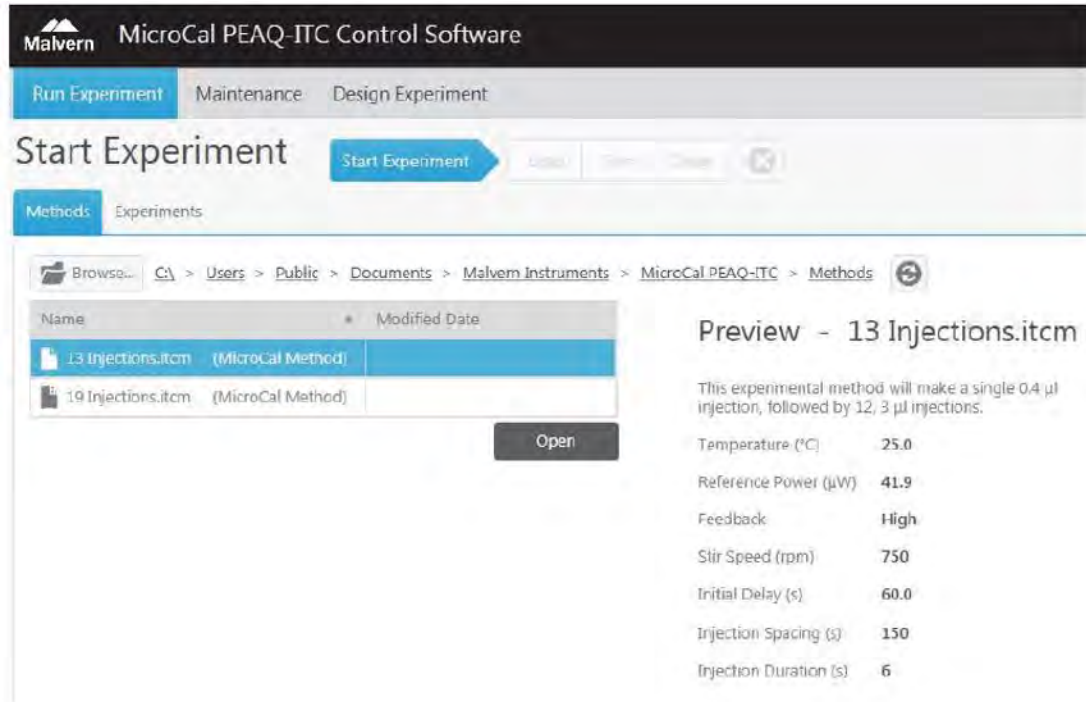 Malvern MicroCal PEAQ-ITC Control Software
Run Experiment Maintenance Design Experiment
Start Experiment Start Experiment
Methods Experiments
Browse... C:\ > Users > Public > Documents > Malvern Instruments > MicroCal PEAQ-ITC > Methods
Name Modified Date
Preview - 13 Injections.itcm
13 Injections.itcm (MicroCal Method)
19 Injections.itcm (MicroCal Method)
Open
This experimental method will make a single 0.4 µl
injection, followed by 12, 3 µl injections.
Temperature (°C) 25.0
Reference Power (µW) 41.9
Feedback High
Stir Speed (rpm) 750
Initial Delay (s) 60.0
Injection Spacing (s) 150
Injection Duration (s) 6